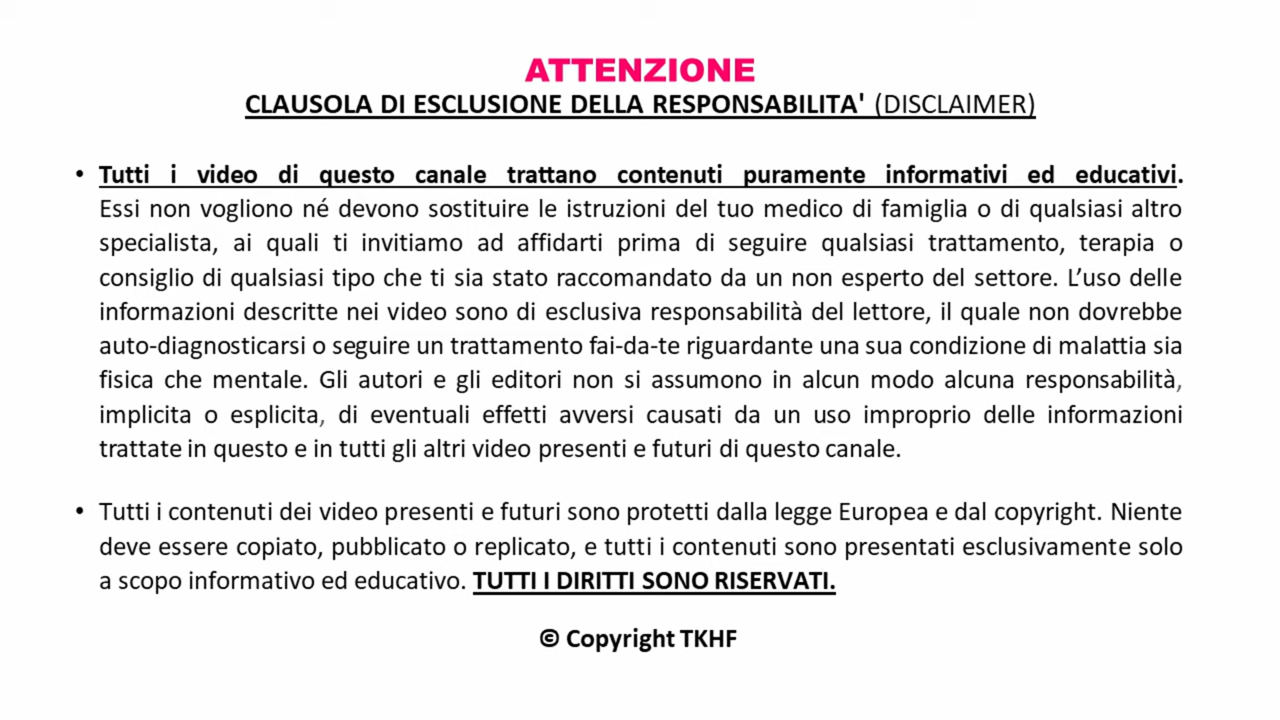 ATTENZIONE
CLAUSOLA DI ESCLUSIONE DELLA RESPONSABILITA' (DISCLAIMER)
• Tutti i video di questo canale trattano contenuti puramente informativi ed educativi.
Essi non vogliono né devono sostituire le istruzioni del tuo medico di famiglia o di qualsiasi altro
specialista, ai quali ti invitiamo ad affidarti prima di seguire qualsiasi trattamento, terapia o
consiglio di qualsiasi tipo che ti sia stato raccomandato da un non esperto del settore. L’uso delle
informazioni descritte nei video sono di esclusiva responsabilità del lettore, il quale non dovrebbe
auto-diagnosticarsi o seguire un trattamento fai-da-te riguardante una sua condizione di malattia sia
fisica che mentale. Gli autori e gli editori non si assumono in alcun modo alcuna responsabilità,
implicita o esplicita, di eventuali effetti avversi causati da un uso improprio delle informazioni
trattate in questo e in tutti gli altri video presenti e futuri di questo canale.
• Tutti i contenuti dei video presenti e futuri sono protetti dalla legge Europea e dal copyright. Niente
deve essere copiato, pubblicato o replicato, e tutti i contenuti sono presentati esclusivamente solo
a scopo informativo ed educativo. TUTTI I DIRITTI SONO RISERVATI.
© Copyright TKHF